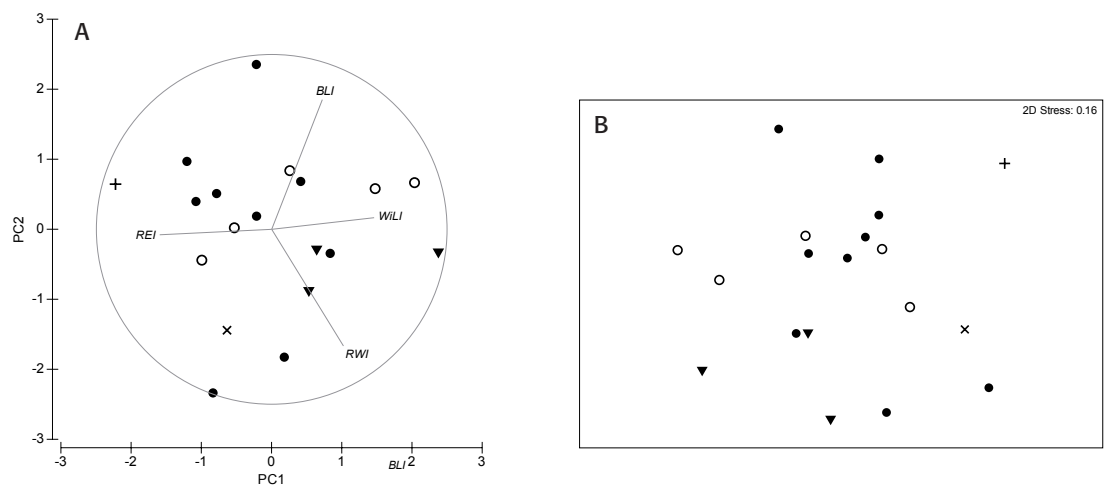 A
3
2
1
0
-1
-2
-3
PC2
BLI
WiLI
REI
RWI
-3 -2 -1 0 1 BLI 2 3
PC1
B
2D Stress: 0.16